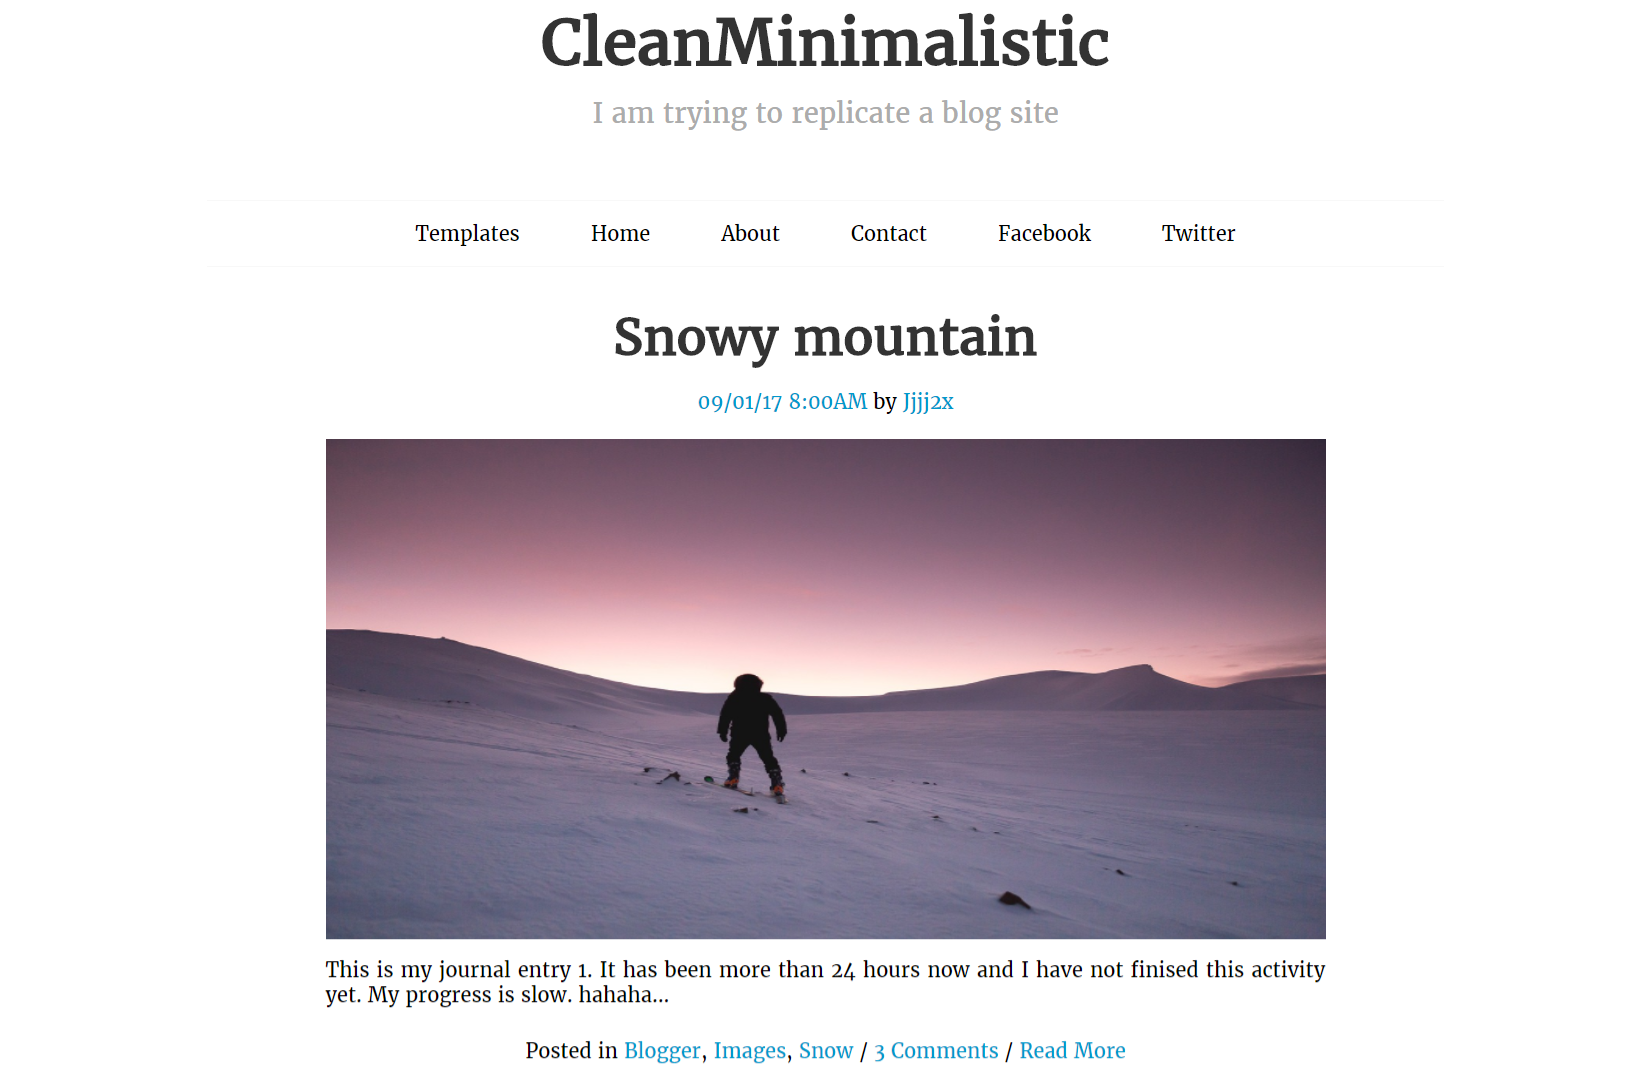 CleanMinimalistic
I am trying to replicate a blog site
Templates Home About Contact Facebook Twitter
Snowy mountain
09/01/17 8:00AM by Jjjj2x
This is my journal entry 1. It has been more than 24 hours now and I have not finised this activity
yet. My progress is slow. hahaha...
Posted in Blogger, Images, Snow / 3 Comments / Read More